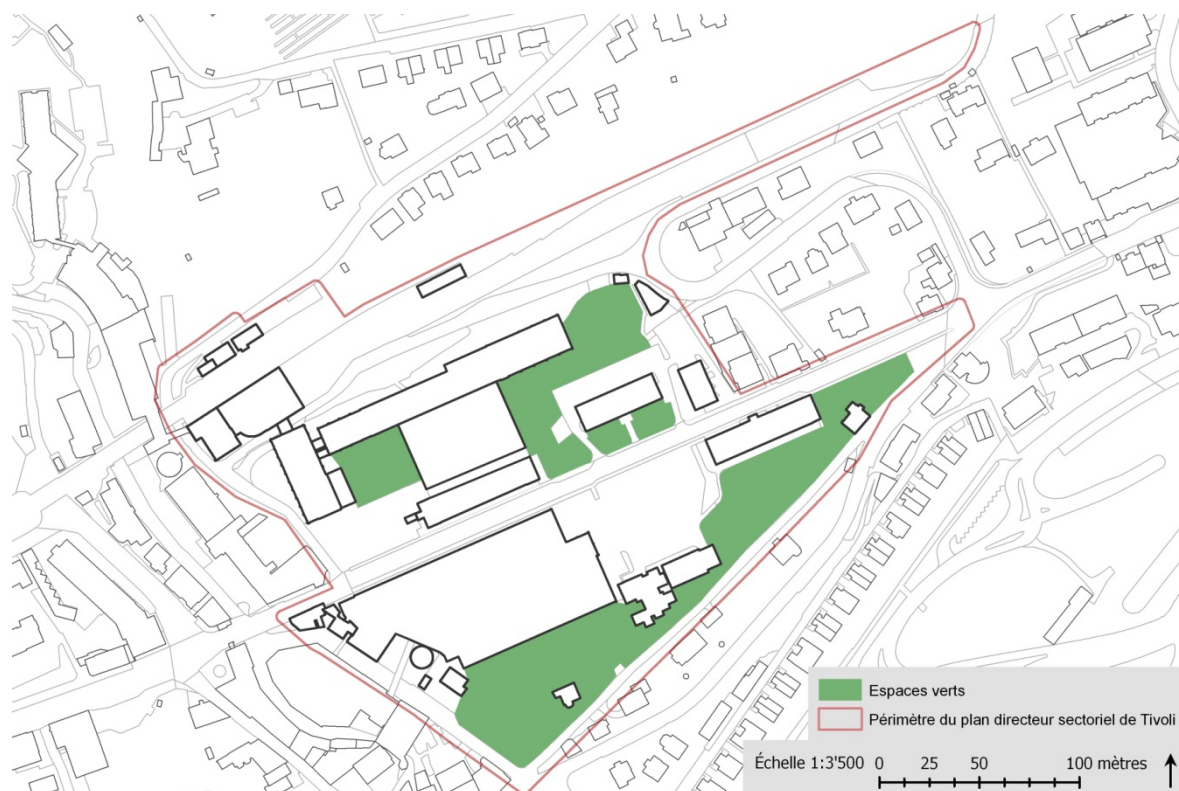 Espaces verts
Périmètre du plan directeur sectoriel de Tivoli
Échelle 1:3'500 0 25 50 100 mètres